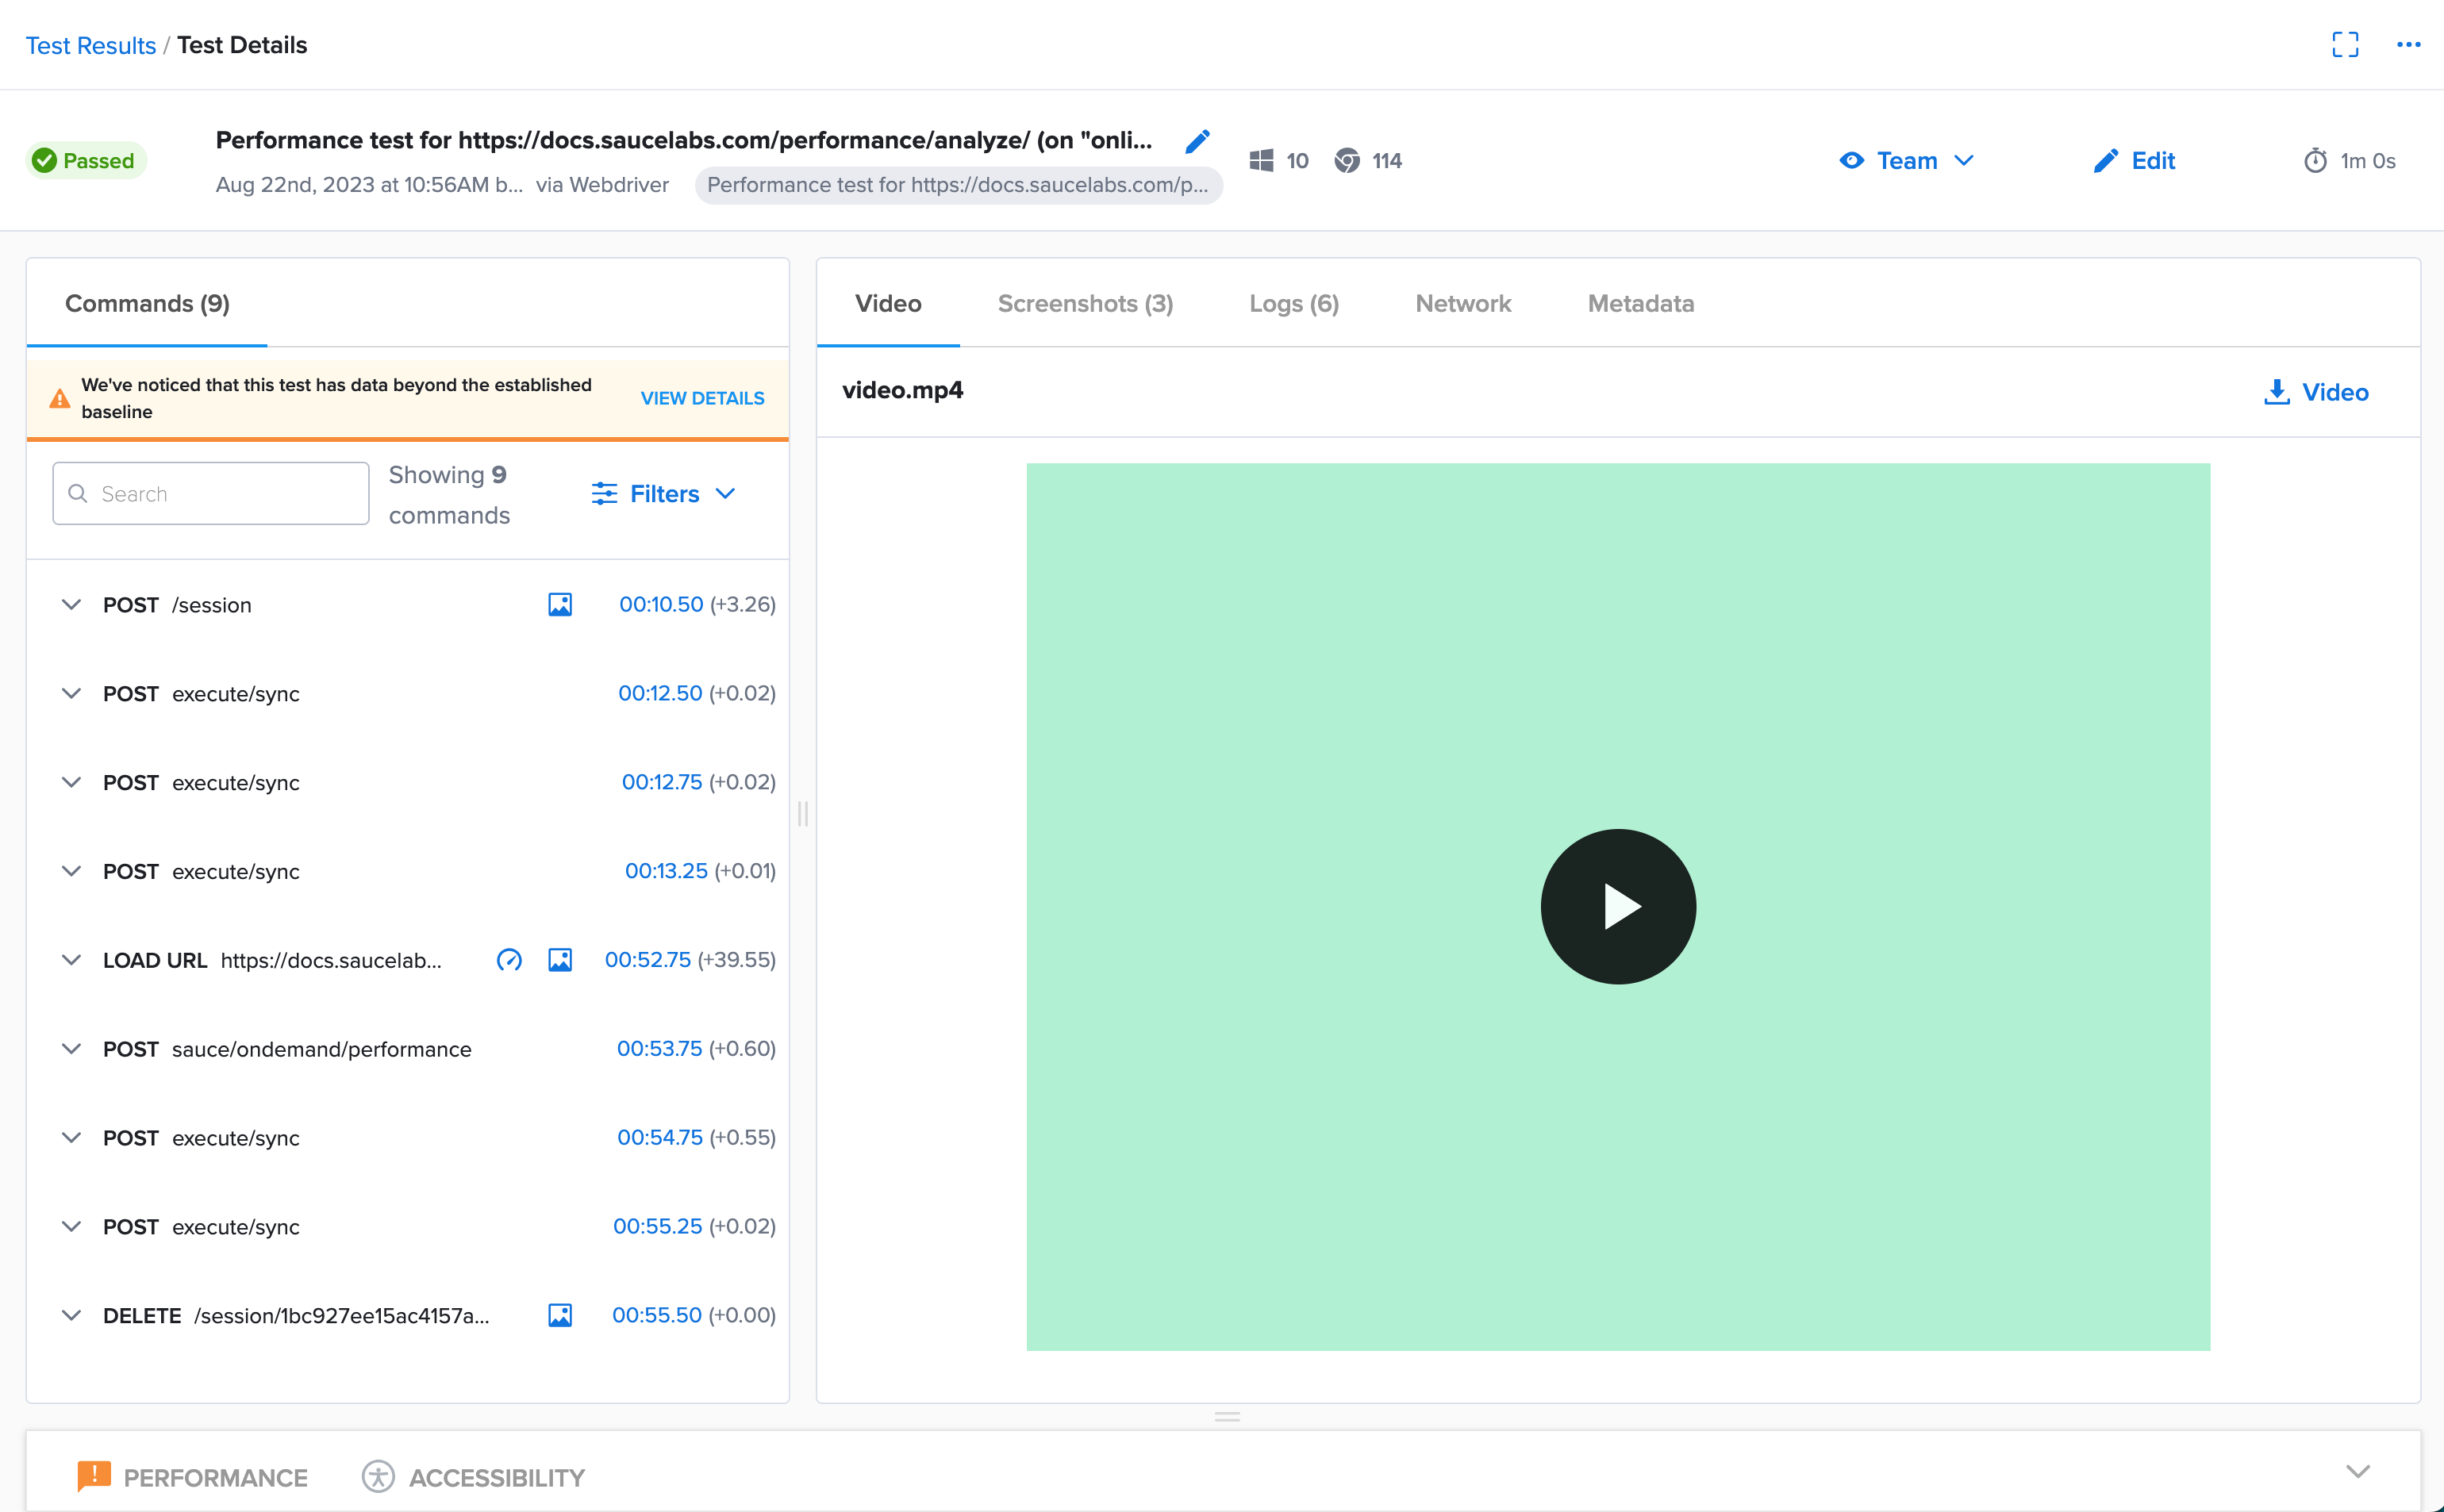 Test Results / Test Details
Passed
Performance test for https://docs.saucelabs.com/performance/analyze/ (on "onli...
Aug 22nd, 2023 at 10:56AM b... via Webdriver Performance test for https://docs.saucelabs.com/p...
10 114
Team
Edit
1m 0s
Commands (9)
We've noticed that this test has data beyond the established
baseline
VIEW DETAILS
Search
Showing 9
commands
Filters
POST /session 00:10.50 (+3.26)
POST execute/sync 00:12.50 (+0.02)
POST execute/sync 00:12.75 (+0.02)
POST execute/sync 00:13.25 (+0.01)
LOAD URL https://docs.saucelab... 00:52.75 (+39.55)
POST sauce/ondemand/performance 00:53.75 (+0.60)
POST execute/sync 00:54.75 (+0.55)
POST execute/sync 00:55.25 (+0.02)
DELETE /session/1bc927ee15ac4157a... 00:55.50 (+0.00)
Video Screenshots (3) Logs (6) Network Metadata
video.mp4
Video
PERFORMANCE ACCESSIBILITY